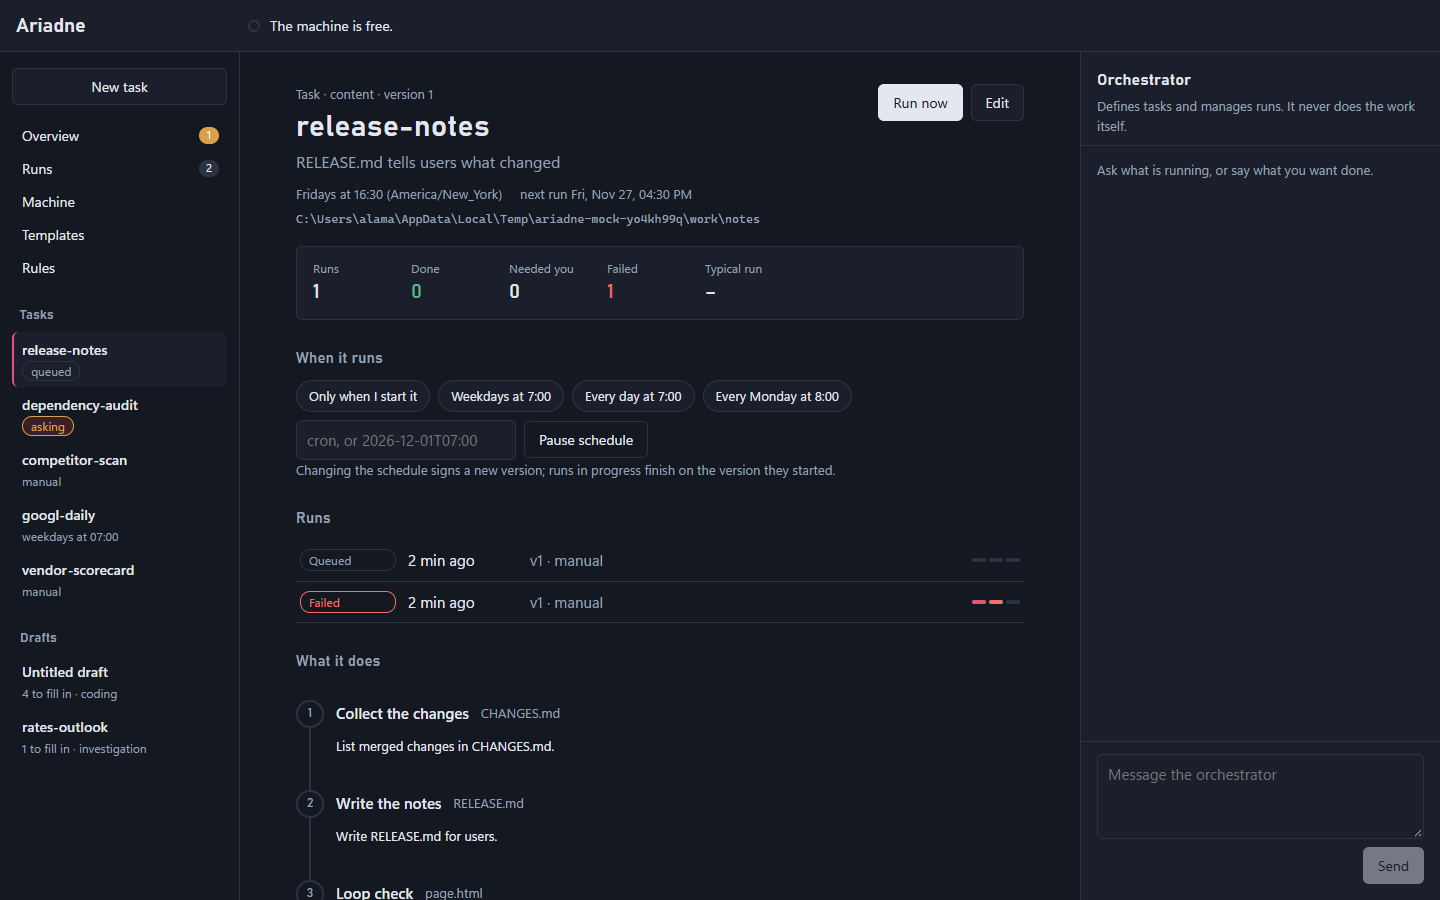 Ariadne
The machine is free.
New task
Overview 1
Runs 2
Machine
Templates
Rules
Tasks
release-notes
queued
dependency-audit
asking
competitor-scan
manual
googl-daily
weekdays at 07:00
vendor-scorecard
manual
Drafts
Untitled draft
4 to fill in · coding
rates-outlook
1 to fill in · investigation
Task · content · version 1
release-notes
Run now
Edit
RELEASE.md tells users what changed
Fridays at 16:30 (America/New_York) next run Fri, Nov 27, 04:30 PM
C:\Users\alama\AppData\Local\Temp\ariadne-mock-yo4kh99q\work\notes
Runs Done Needed you Failed Typical run
1 0 0 1 –
When it runs
Only when I start it
Weekdays at 7:00
Every day at 7:00
Every Monday at 8:00
cron, or 2026-12-01T07:00
Pause schedule
Changing the schedule signs a new version; runs in progress finish on the version they started.
Runs
Queued 2 min ago v1 · manual
Failed 2 min ago v1 · manual
What it does
1 Collect the changes CHANGES.md
List merged changes in CHANGES.md.
2 Write the notes RELEASE.md
Write RELEASE.md for users.
3 Loop check page.html
Orchestrator
Defines tasks and manages runs. It never does the work
itself.
Ask what is running, or say what you want done.
Message the orchestrator
Send